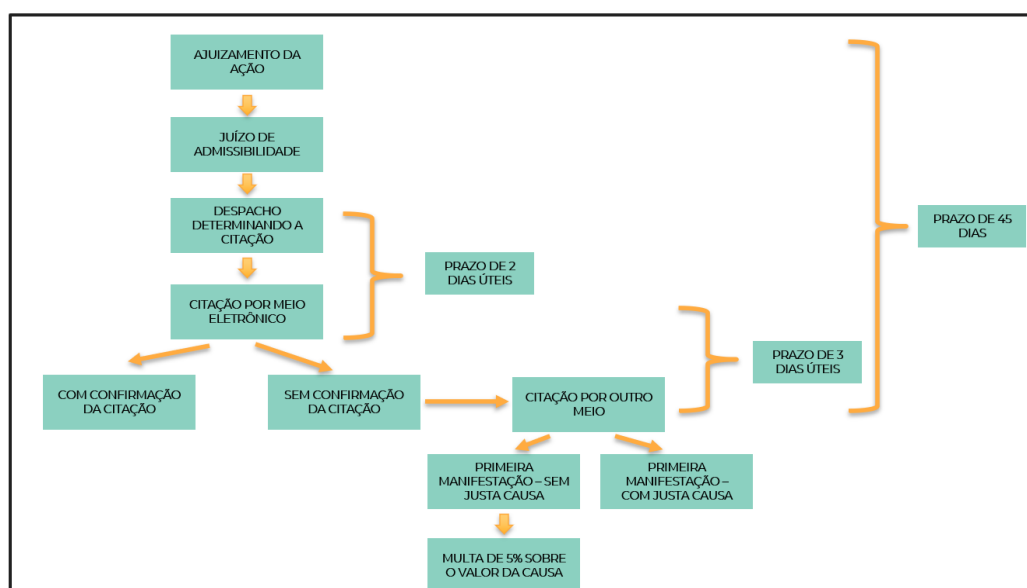 AJUIZAMENTO DA
AÇÃO
JUÍZO DE
ADMISSIBILIDADE
DESPACHO
DETERMINANDO A
CITAÇÃO
PRAZO DE 45
DIAS
PRAZO DE 2
DIAS ÚTEIS
CITAÇÃO POR MEIO
ELETRÔNICO
PRAZO DE 3
DIAS ÚTEIS
COM CONFIRMAÇÃO
DA CITAÇÃO
SEM CONFIRMAÇÃO
DA CITAÇÃO
CITAÇÃO POR OUTRO
MEIO
PRIMEIRA
MANIFESTAÇÃO – SEM
JUSTA CAUSA
PRIMEIRA
MANIFESTAÇÃO –
COM JUSTA CAUSA
MULTA DE 5% SOBRE
O VALOR DA CAUSA